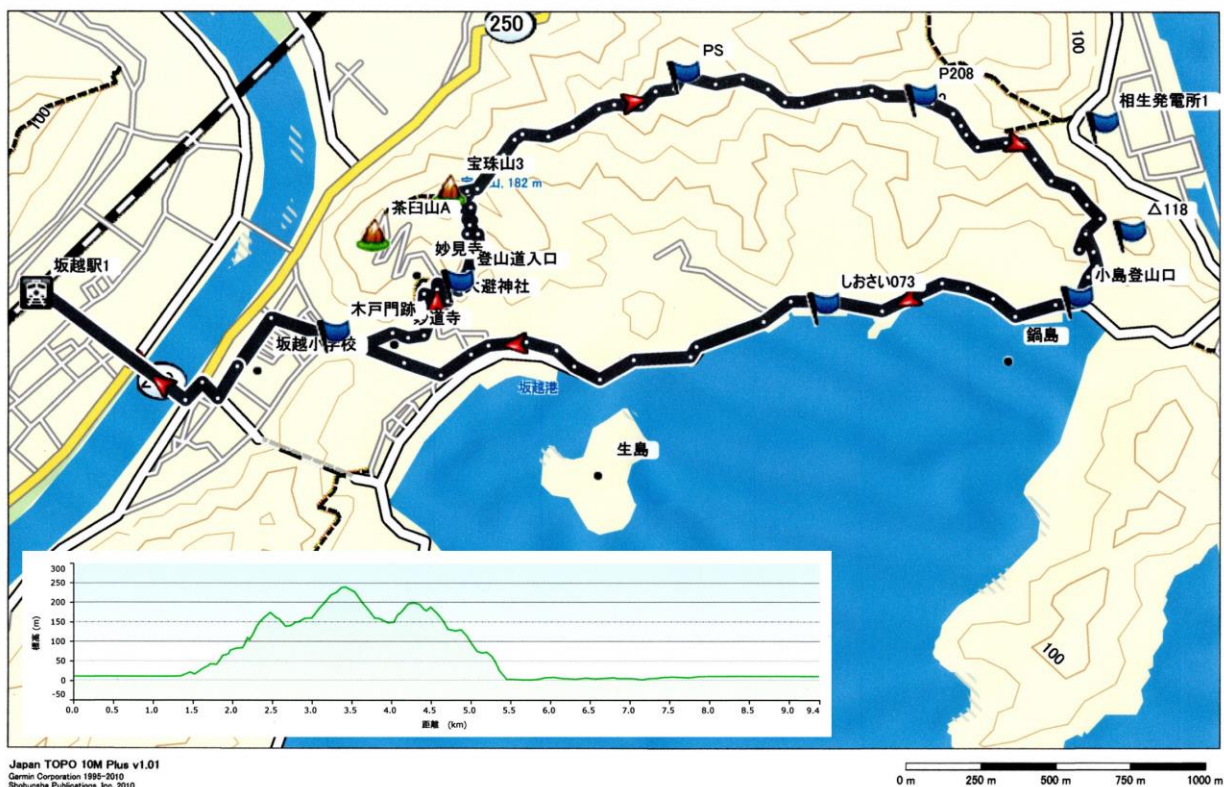 250
100
100
PS
P208
相生発電所1
宝珠山3
山, 182 m
茶臼山A
△118
妙見寺
登山道入口
坂越駅1
大避神社
しおさい073
小島登山口
木戸門跡
妙道寺
坂越小学校
鍋島
坂越港
生島
100
300
250
200
150
100
50
0
-50
標高 (m)
0.0 0.5 1.0 1.5 2.0 2.5 3.0 3.5 4.0 4.5 5.0 5.5 6.0 6.5 7.0 7.5 8.0 8.5 9.0 9.4
距離 (km)
Japan TOPO 10M Plus v1.01
Garmin Corporation 1995-2010
Shobunsha Publications, Inc. 2010
0 m 250 m 500 m 750 m 1000 m